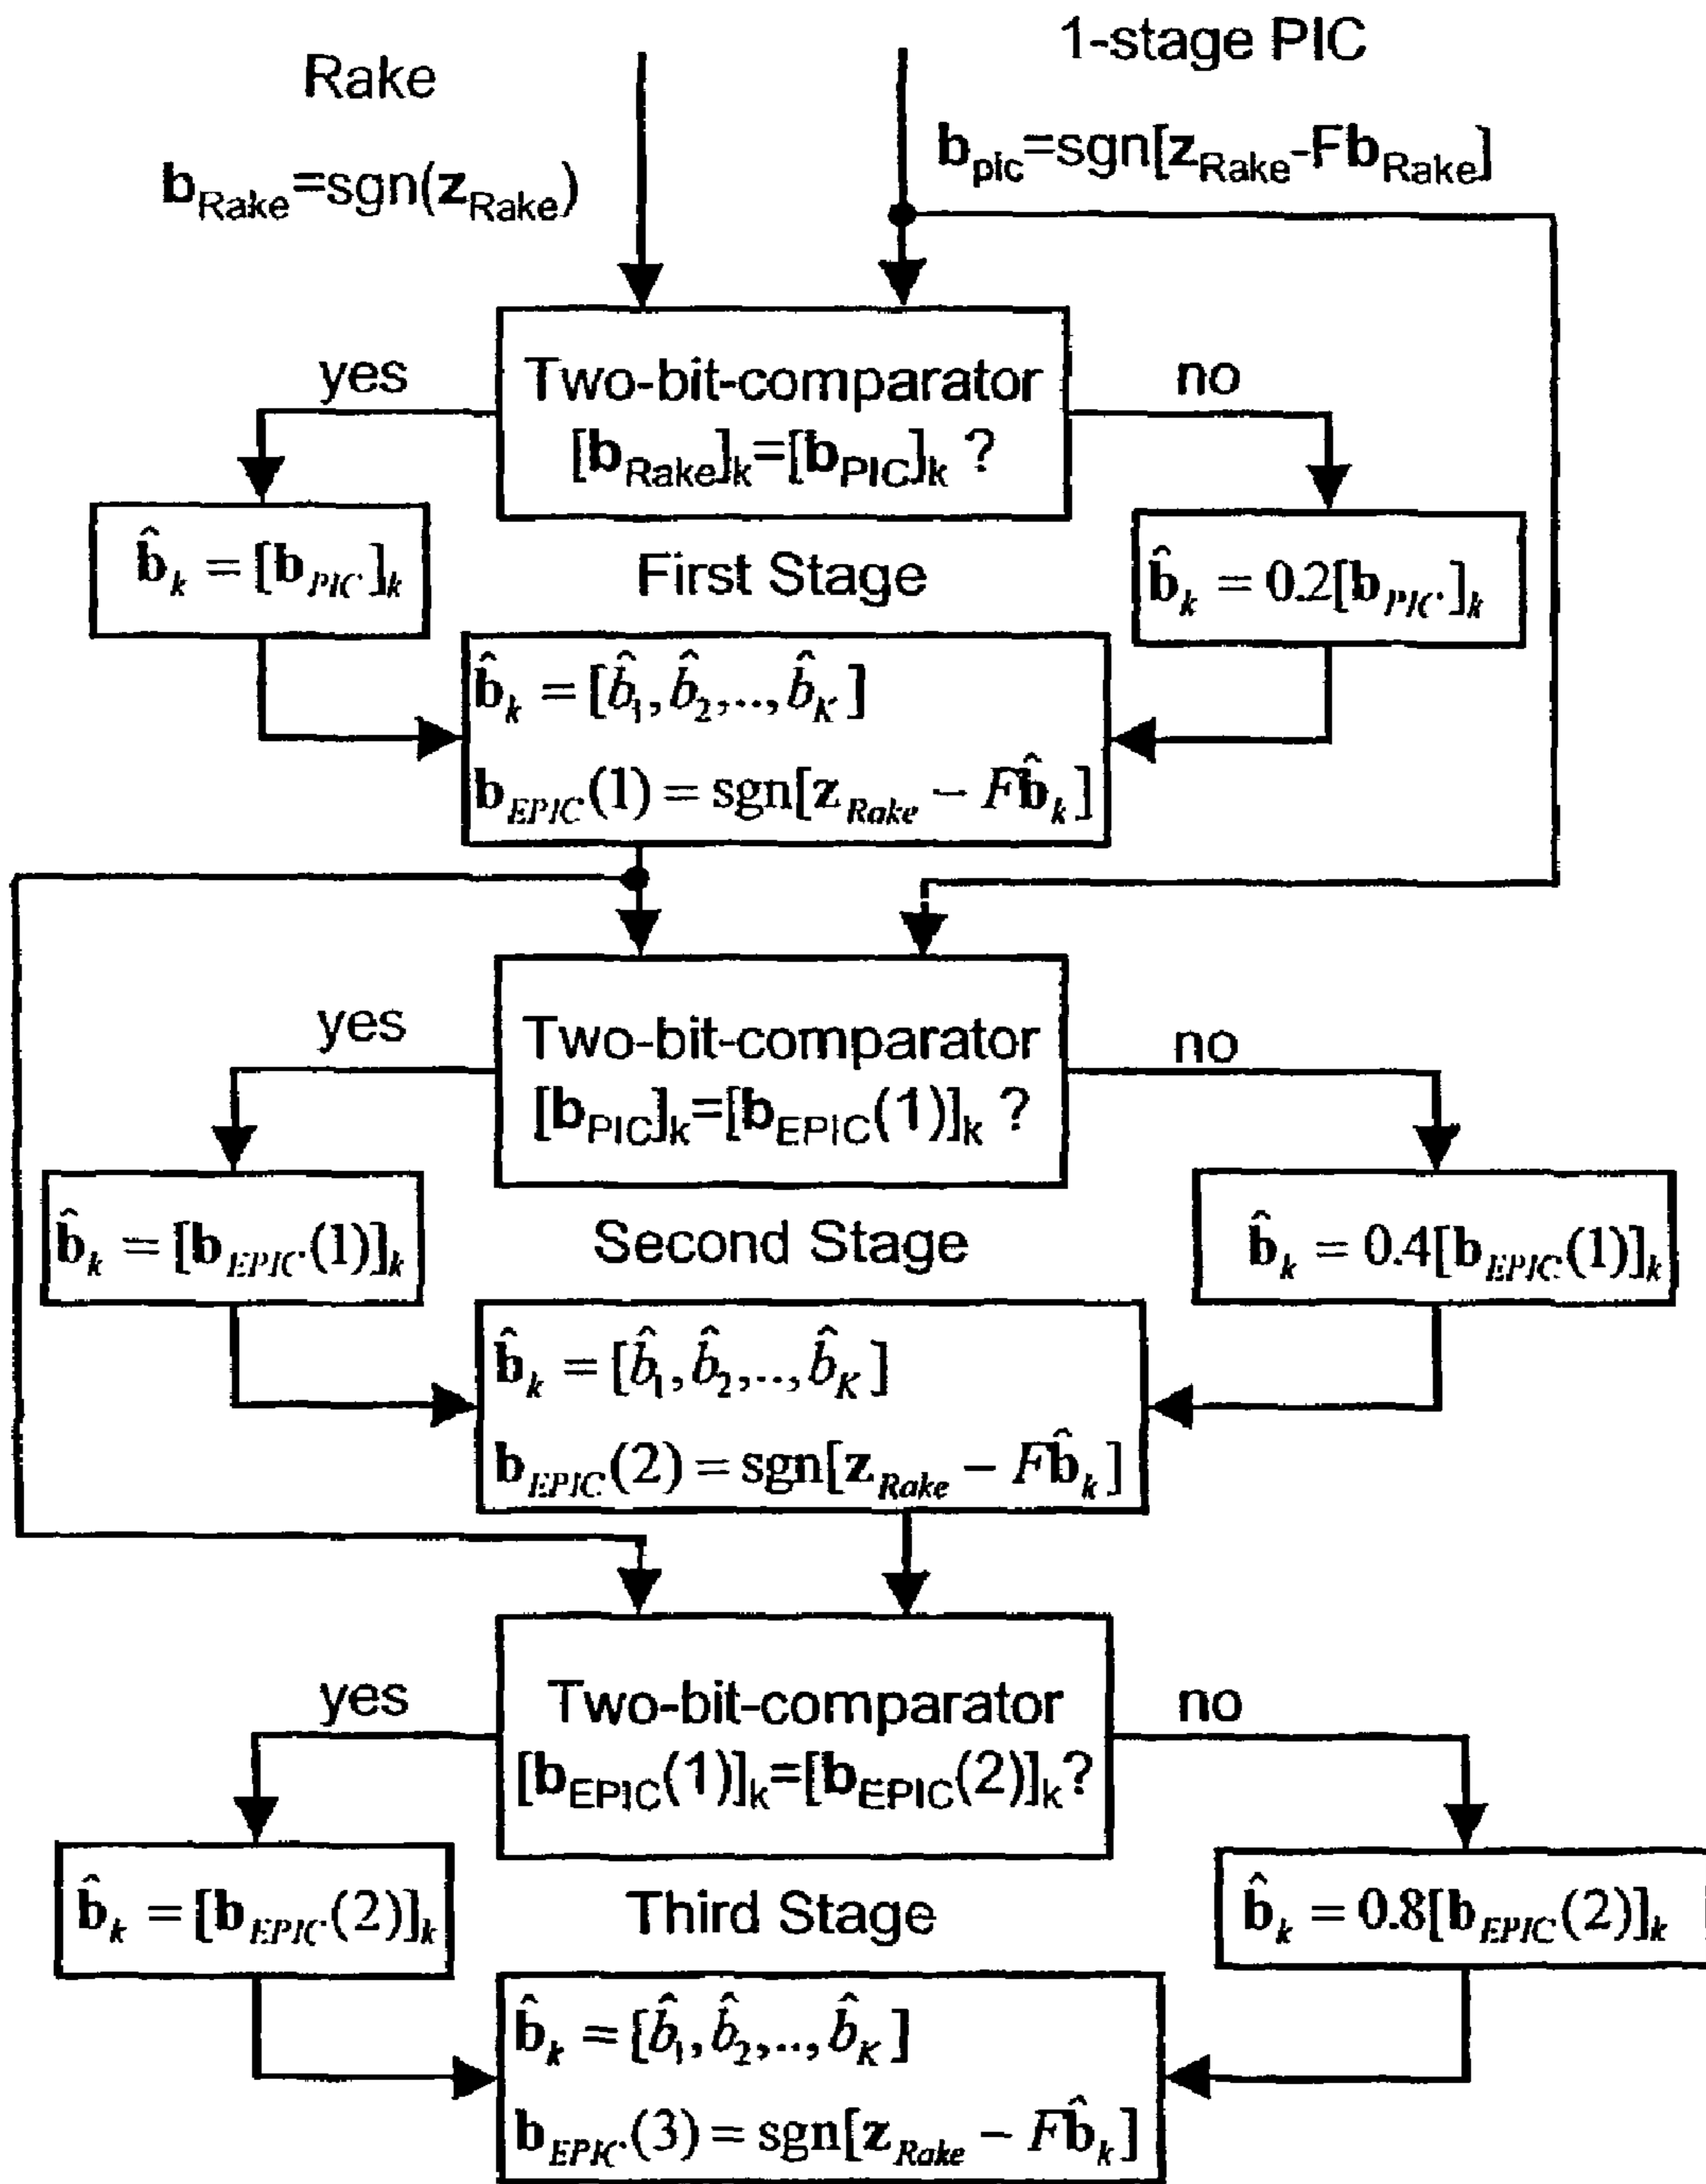 Rake
1-stage PIC
b_Rake=sgn(z_Rake)
b_pic=sgn[z_Rake-Fb_Rake]
yes
Two-bit-comparator
no
[b_Rake]_k=[b_PIC]_k ?
b̂_k = [b_PIC]_k
First Stage
b̂_k = 0.2[b_PIC]_k
b̂_k = [b̂_1, b̂_2,.., b̂_K]
b_EPIC(1) = sgn[z_Rake − Fb̂_k]
yes
Two-bit-comparator
no
[b_PIC]_k=[b_EPIC(1)]_k ?
b̂_k = [b_EPIC(1)]_k
Second Stage
b̂_k = 0.4[b_EPIC(1)]_k
b̂_k = [b̂_1, b̂_2,.., b̂_K]
b_EPIC(2) = sgn[z_Rake − Fb̂_k]
yes
Two-bit-comparator
no
[b_EPIC(1)]_k=[b_EPIC(2)]_k?
b̂_k = [b_EPIC(2)]_k
Third Stage
b̂_k = 0.8[b_EPIC(2)]_k
b̂_k = [b̂_1, b̂_2,.., b̂_K]
b_EPIC(3) = sgn[z_Rake − Fb̂_k]